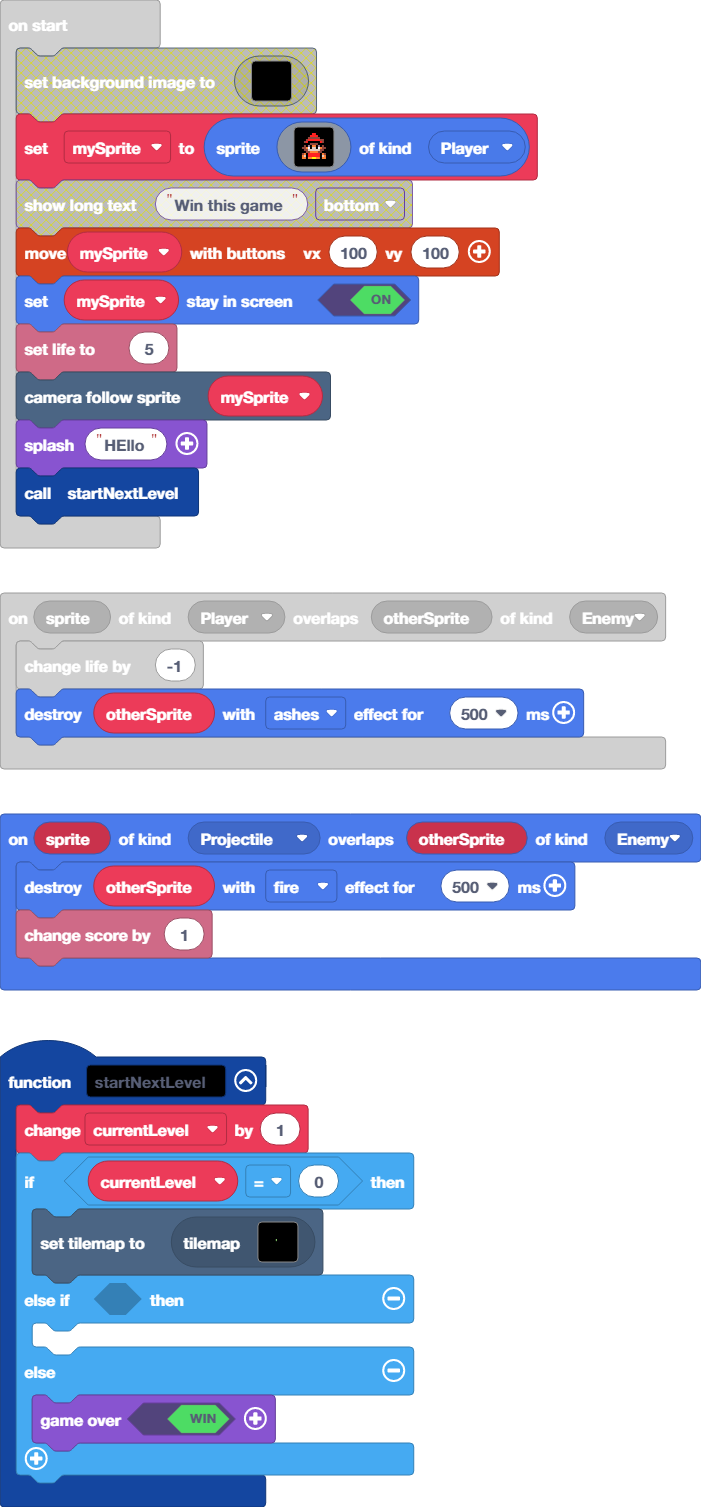 on start
set background image to
set mySprite to sprite of kind Player
show long text "Win this game " bottom
move mySprite with buttons vx 100 vy 100
set mySprite stay in screen ON
set life to 5
camera follow sprite mySprite
splash "HEllo "
call startNextLevel
on sprite of kind Player overlaps otherSprite of kind Enemy
change life by -1
destroy otherSprite with ashes effect for 500 ms
on sprite of kind Projectile overlaps otherSprite of kind Enemy
destroy otherSprite with fire effect for 500 ms
change score by 1
function startNextLevel
change currentLevel by 1
if currentLevel = 0 then
set tilemap to tilemap
else if then
else
game over WIN